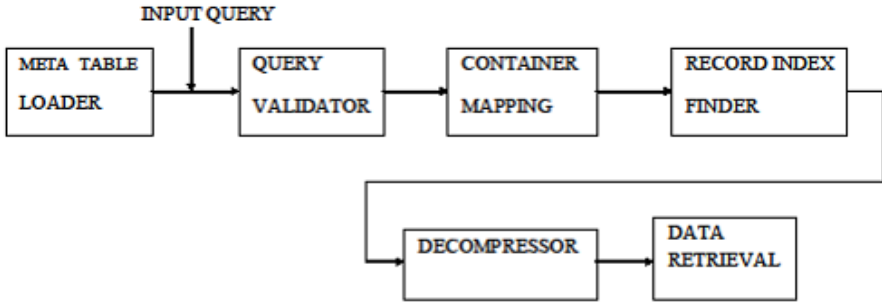 INPUT QUERY
META TABLE
LOADER
QUERY
VALIDATOR
CONTAINER
MAPPING
RECORD INDEX
FINDER
DECOMPRESSOR
DATA
RETRIEVAL